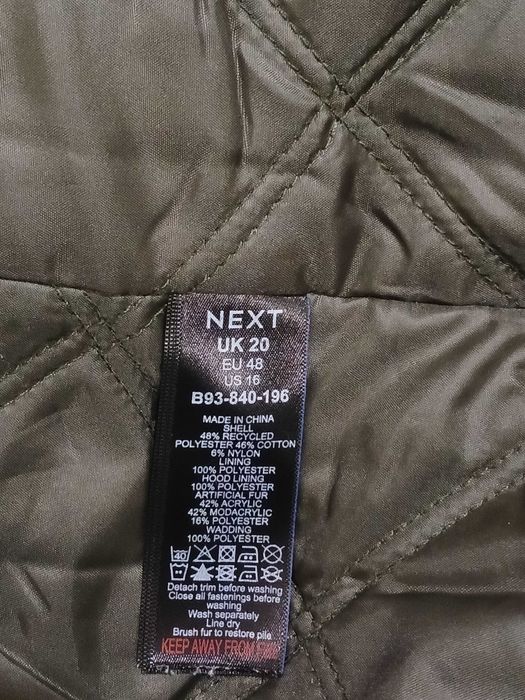 NEXT
UK 20
EU 48
US 16
B93-840-196
MADE IN CHINA
SHELL
48% RECYCLED
POLYESTER 46% COTTON
6% NYLON
LINING
100% POLYESTER
HOOD LINING
100% POLYESTER
ARTIFICIAL FUR
42% ACRYLIC
42% MODACRYLIC
16% POLYESTER
WADDING
100% POLYESTER
40
Detach trim before washing
Close all fastenings before
washing
Wash separately
Line dry
Brush fur to restore pile
KEEP AWAY FROM FIRE